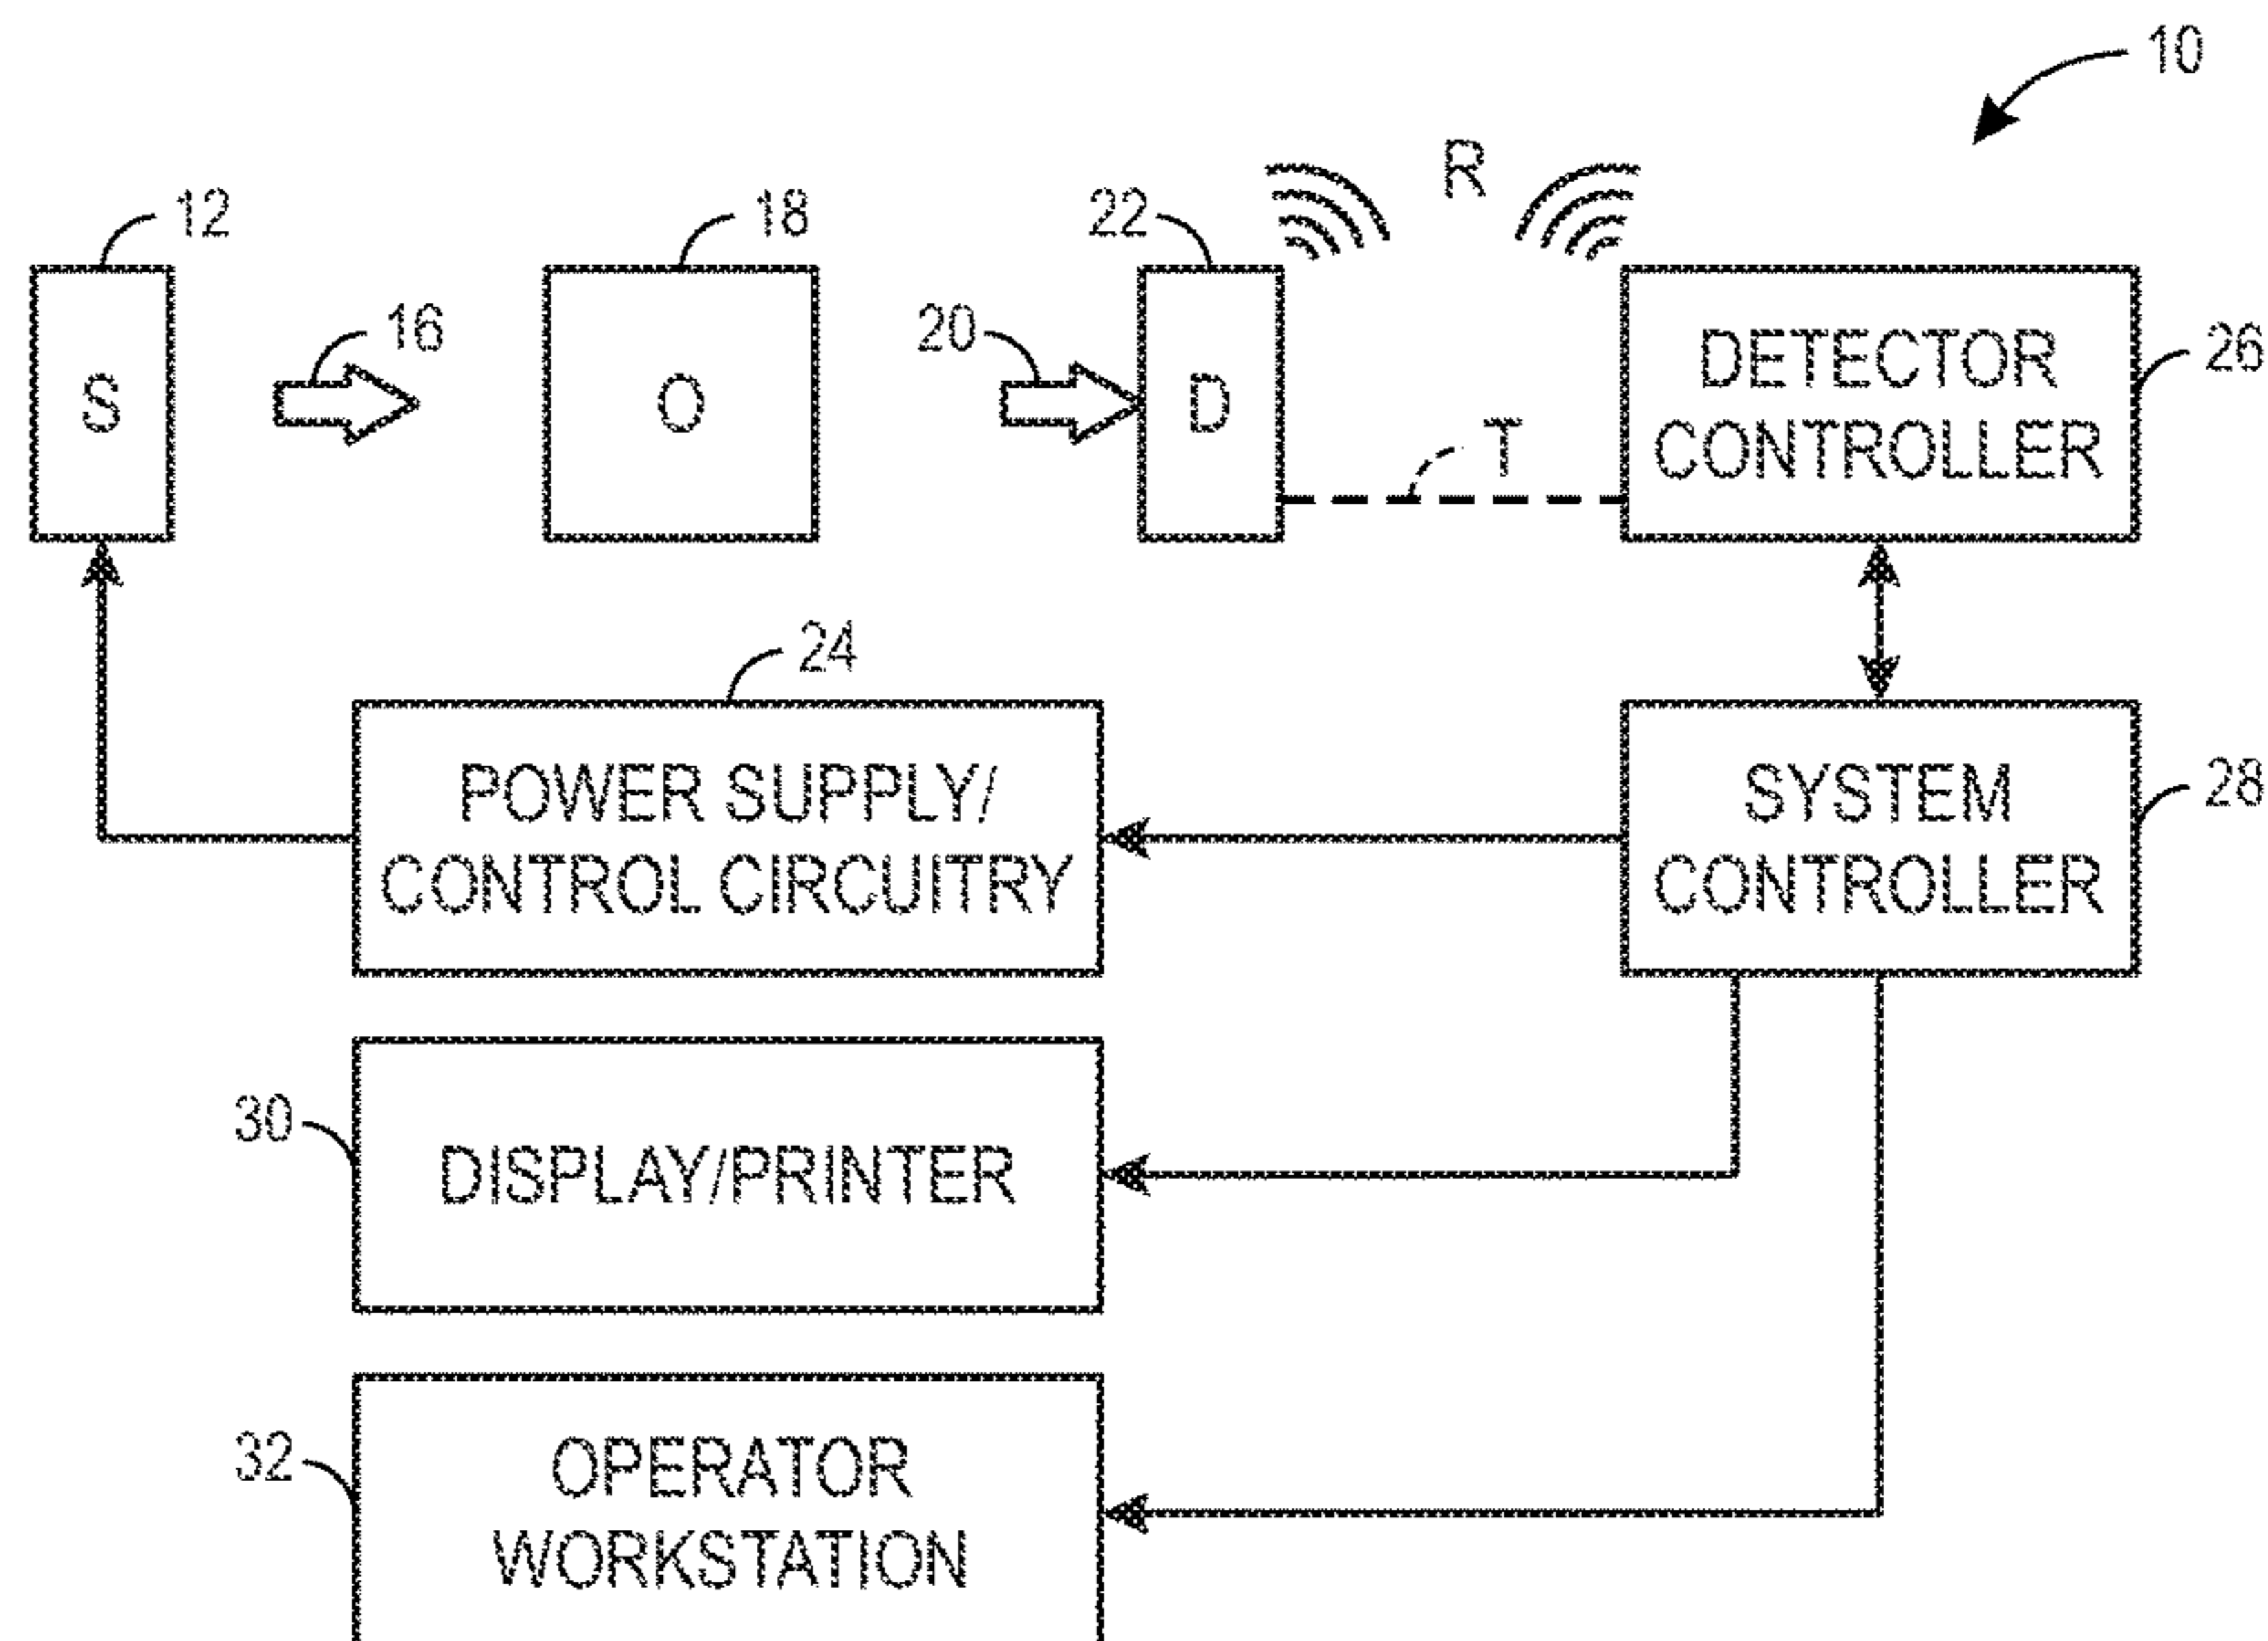 10
R
12
18
22
16
20
26
S
O
D
DETECTOR
CONTROLLER
T
24
POWER SUPPLY/
CONTROL CIRCUITRY
SYSTEM
CONTROLLER
28
30
DISPLAY/PRINTER
32
OPERATOR
WORKSTATION